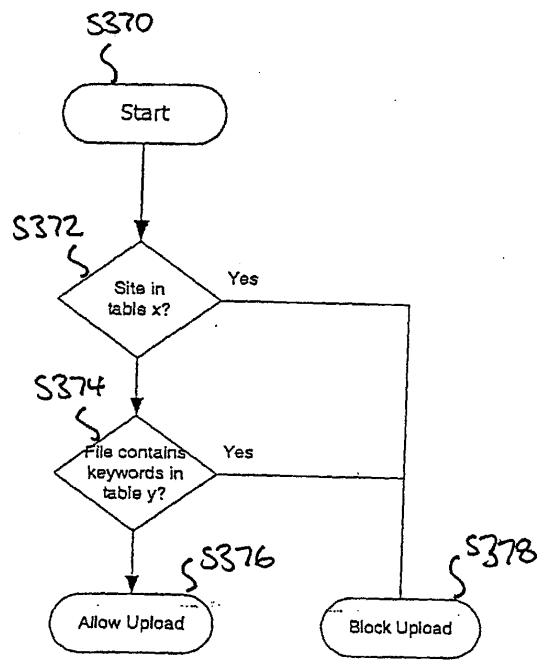 S370
Start
S372
Site in
table x?
Yes
S374
File contains
keywords in
table y?
Yes
S376
Allow Upload
S378
Block Upload